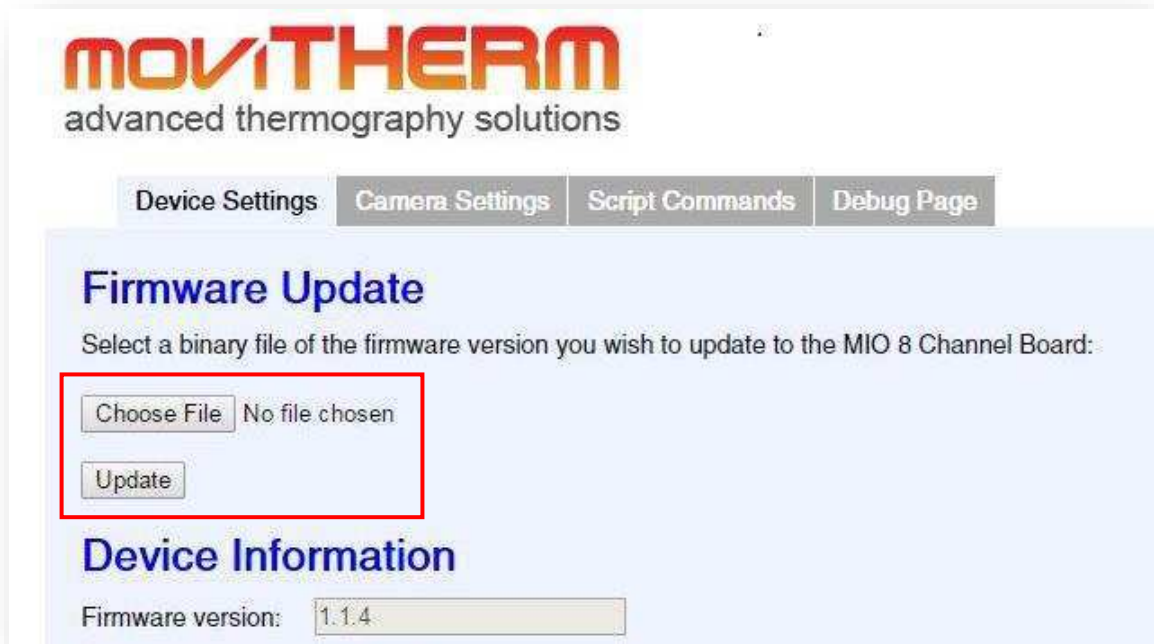 moviTHERM
advanced thermography solutions
Device Settings Camera Settings Script Commands Debug Page
Firmware Update
Select a binary file of the firmware version you wish to update to the MIO 8 Channel Board:
Choose File No file chosen
Update
Device Information
Firmware version: 1.1.4